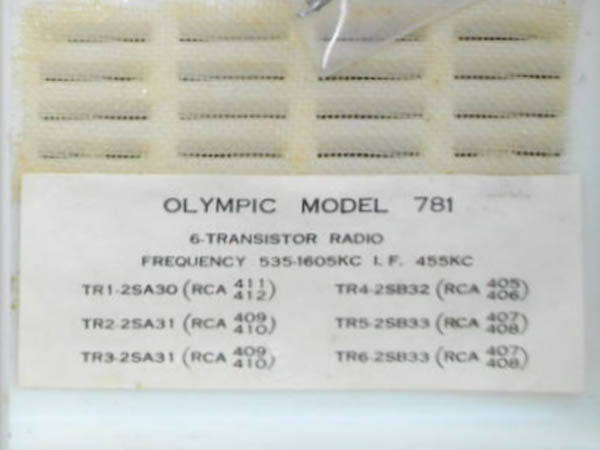 OLYMPIC MODEL 781
6-TRANSISTOR RADIO
FREQUENCY 535-1605KC I. F. 455KC
TR1-2SA30 (RCA 411 412) TR4-2SB32 (RCA 405 406)
TR2-2SA31 (RCA 409 410) TR5-2SB33 (RCA 407 408)
TR3-2SA31 (RCA 409 410) TR6-2SB33 (RCA 407 408)